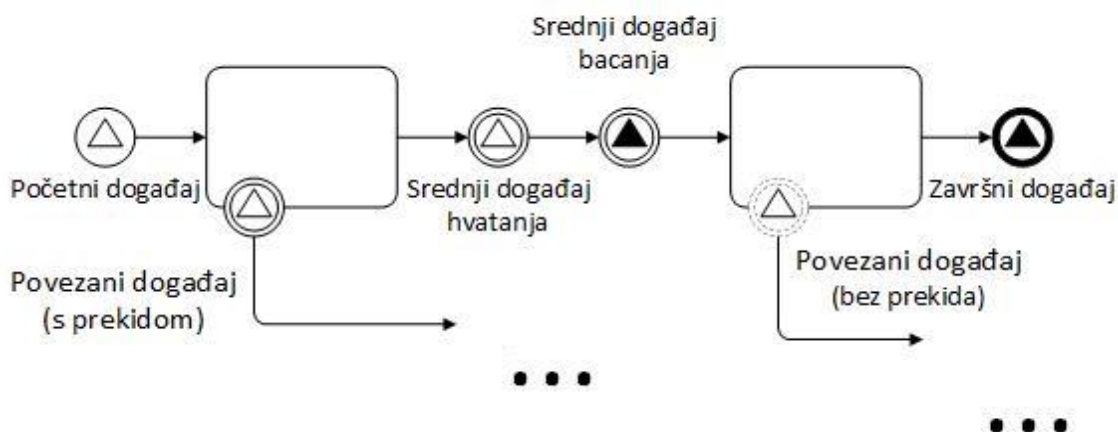 Srednji događaj
bacanja
Početni događaj
Srednji događaj
hvatanja
Završni događaj
Povezani događaj
(s prekidom)
Povezani događaj
(bez prekida)
• • •
• • •